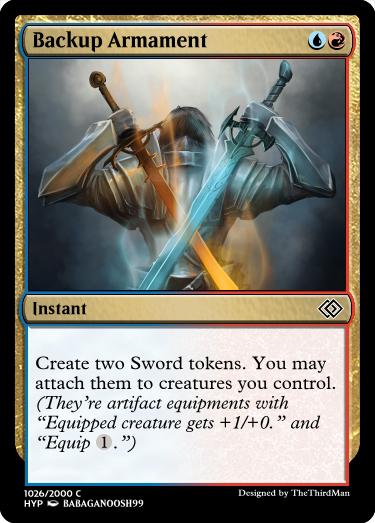 Backup Armament
Instant
Create two Sword tokens. You may
attach them to creatures you control.
(They're artifact equipments with
“Equipped creature gets +1/+0.” and
“Equip 1.”)
1026/2000 C
HYP BABAGANOOSH99
Designed by TheThirdMan